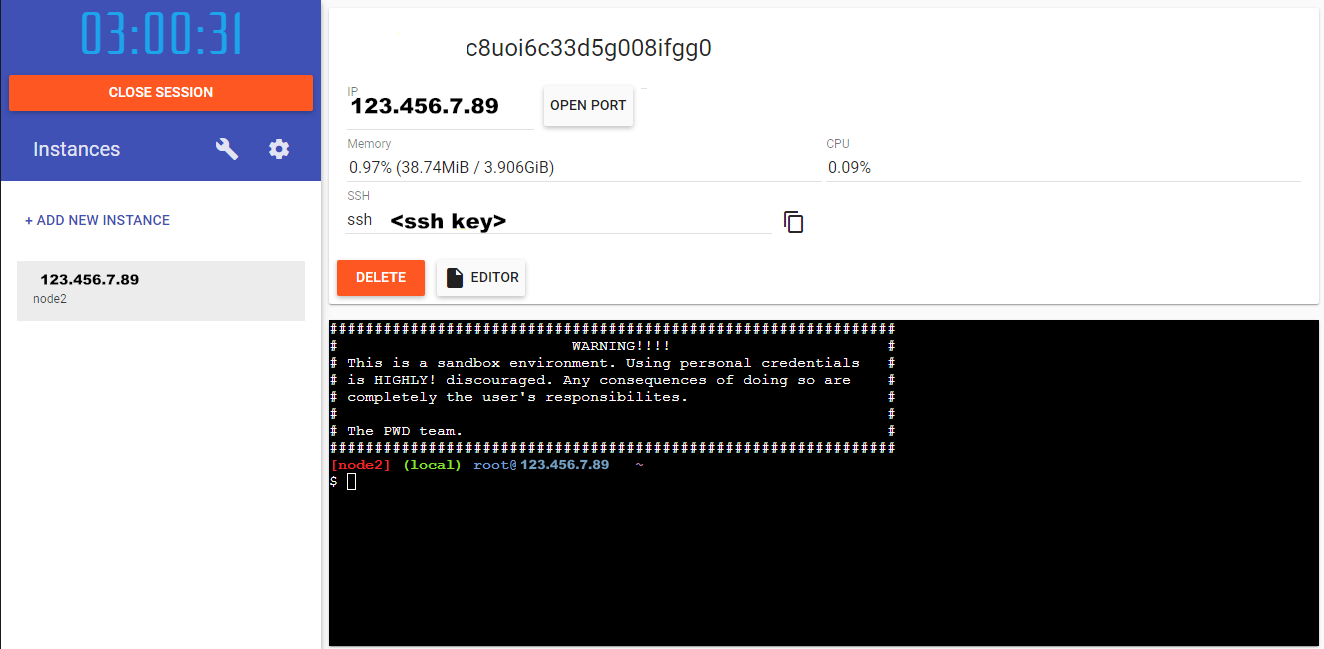 03:00:31
CLOSE SESSION
Instances
+ ADD NEW INSTANCE
123.456.7.89
node2
c8uoi6c33d5g008ifgg0
IP
123.456.7.89
OPEN PORT
Memory
0.97% (38.74MiB / 3.906GiB)
CPU
0.09%
SSH
ssh <ssh key>
DELETE
EDITOR
###############################################################
#                          WARNING!!!!                        #
# This is a sandbox environment. Using personal credentials   #
# is HIGHLY! discouraged. Any consequences of doing so are    #
# completely the user's responsibilites.                      #
#                                                             #
# The PWD team.                                               #
###############################################################
[node2] (local) root@123.456.7.89 ~
$